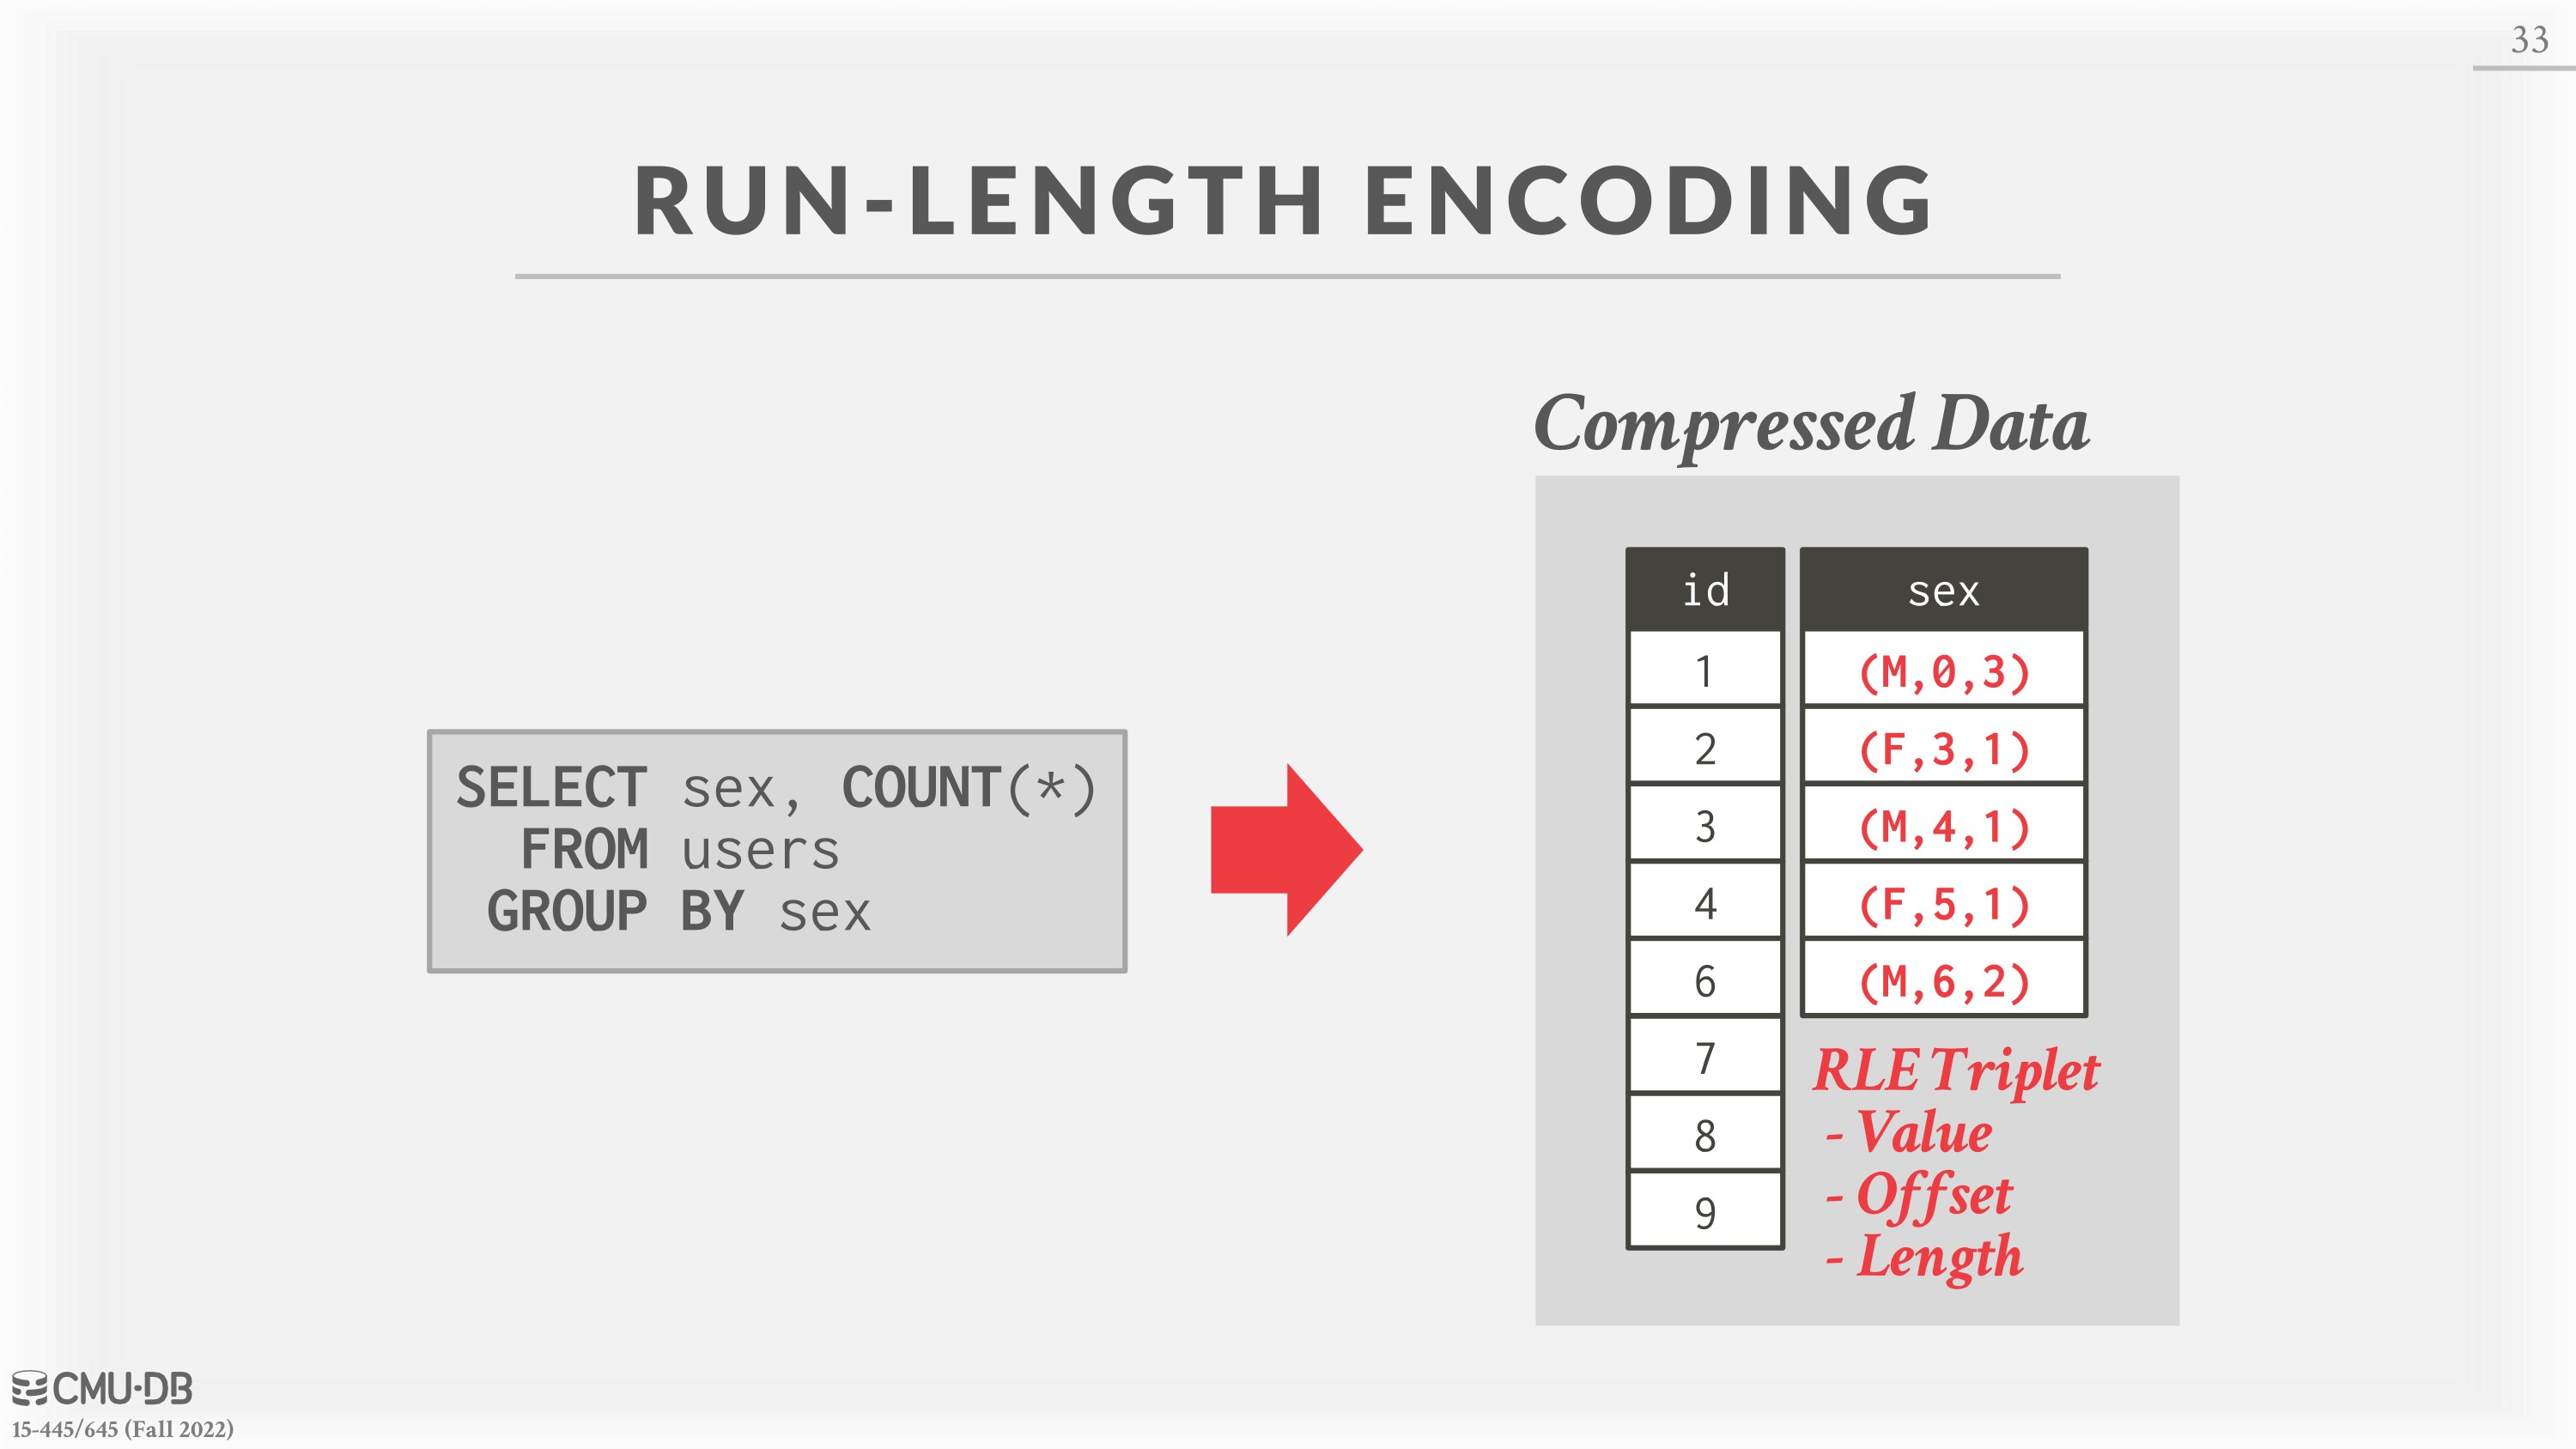 33
RUN-LENGTH ENCODING
SELECT sex, COUNT(*)
FROM users
GROUP BY sex
Compressed Data
id sex
1 (M,0,3)
2 (F,3,1)
3 (M,4,1)
4 (F,5,1)
6 (M,6,2)
7
8
9
RLE Triplet
- Value
- Offset
- Length
CMU·DB
15-445/645 (Fall 2022)